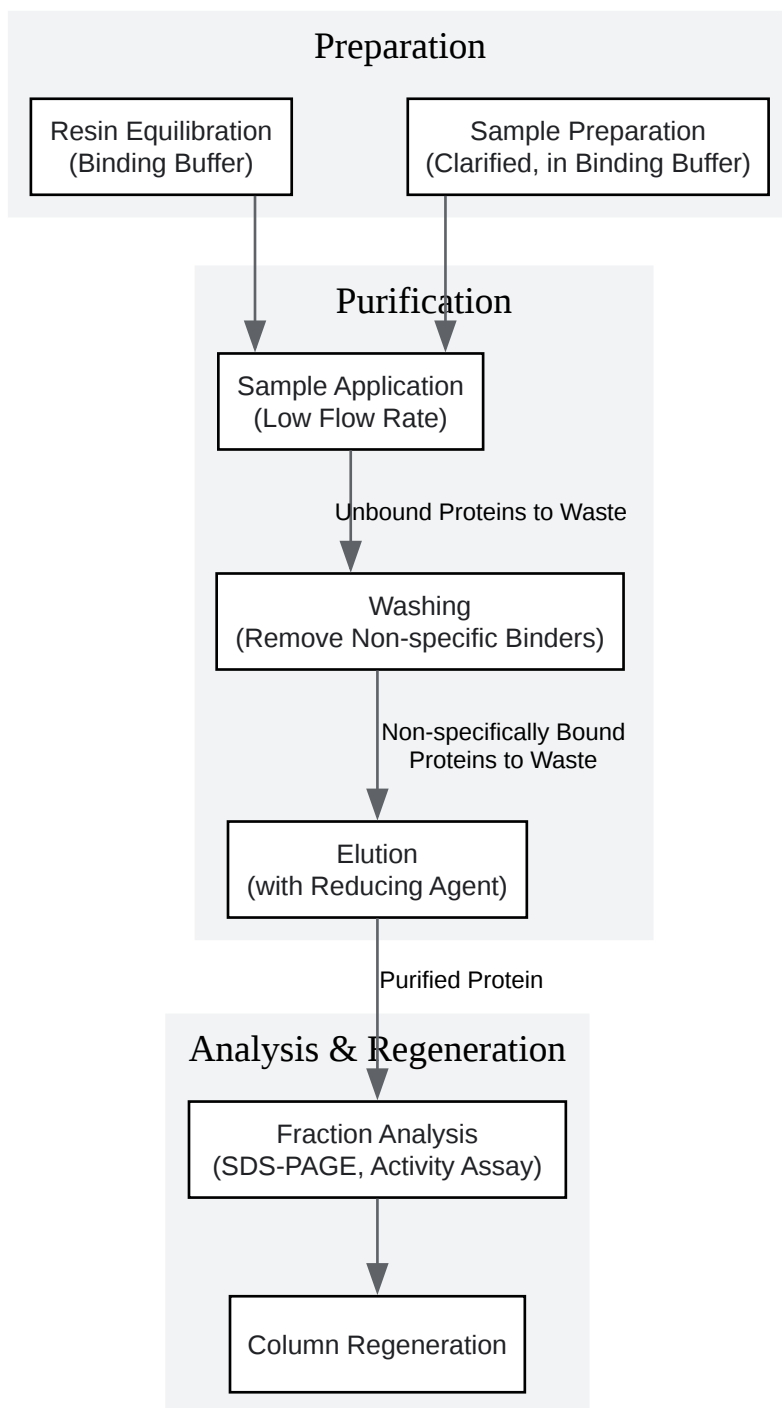 Preparation
Resin Equilibration
(Binding Buffer)
Sample Preparation
(Clarified, in Binding Buffer)
Purification
Sample Application
(Low Flow Rate)
Unbound Proteins to Waste
Washing
(Remove Non-specific Binders)
Non-specifically Bound
Proteins to Waste
Elution
(with Reducing Agent)
Purified Protein
Analysis & Regeneration
Fraction Analysis
(SDS-PAGE, Activity Assay)
Column Regeneration